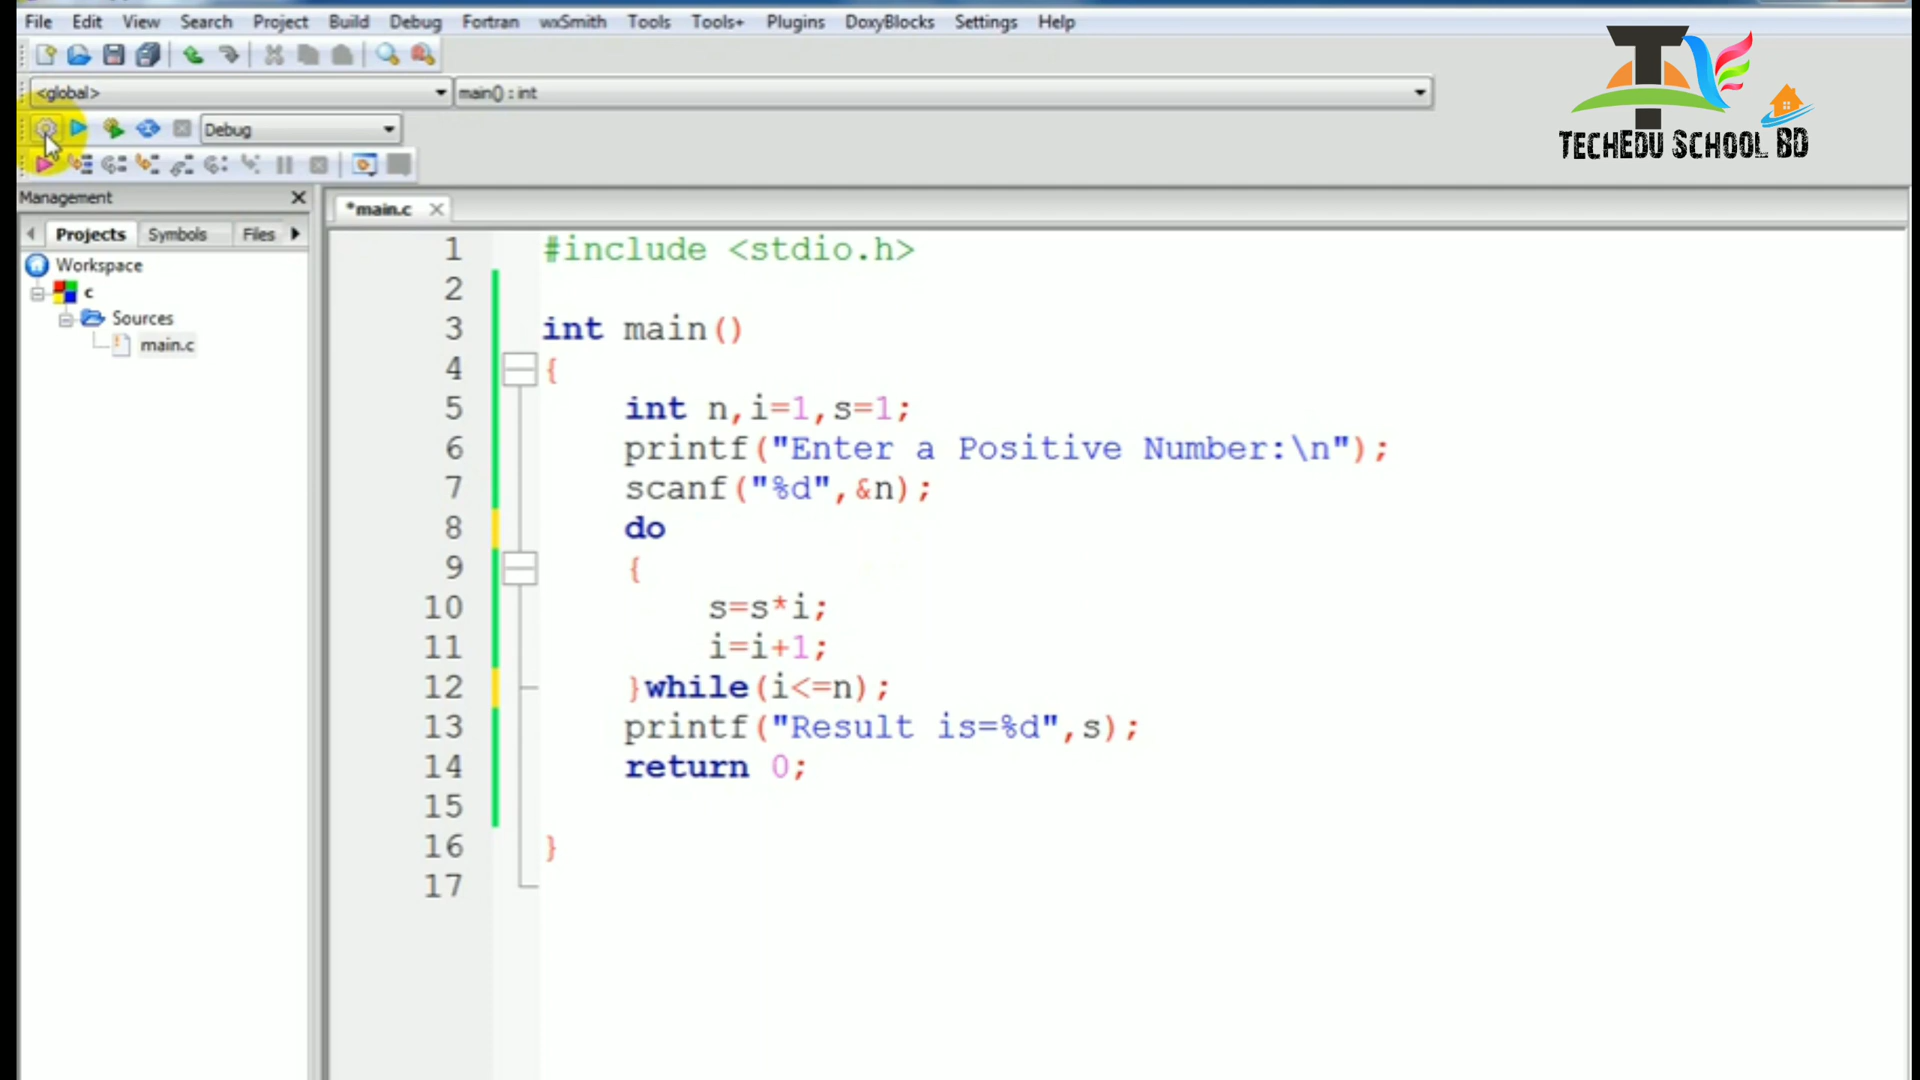 File Edit View Search Project Build Debug Fortran wxSmith Tools Tools+ Plugins DoxyBlocks Settings Help
TECHEDU SCHOOL BD
<global> main() : int
Debug
Management
Projects Symbols Files
*main.c
Workspace
c
Sources
main.c
1 #include <stdio.h>
2
3 int main()
4 {
5 int n,i=1,s=1;
6 printf("Enter a Positive Number:\n");
7 scanf("%d",&n);
8 do
9 {
10 s=s*i;
11 i=i+1;
12 }while(i<=n);
13 printf("Result is=%d",s);
14 return 0;
15
16 }
17